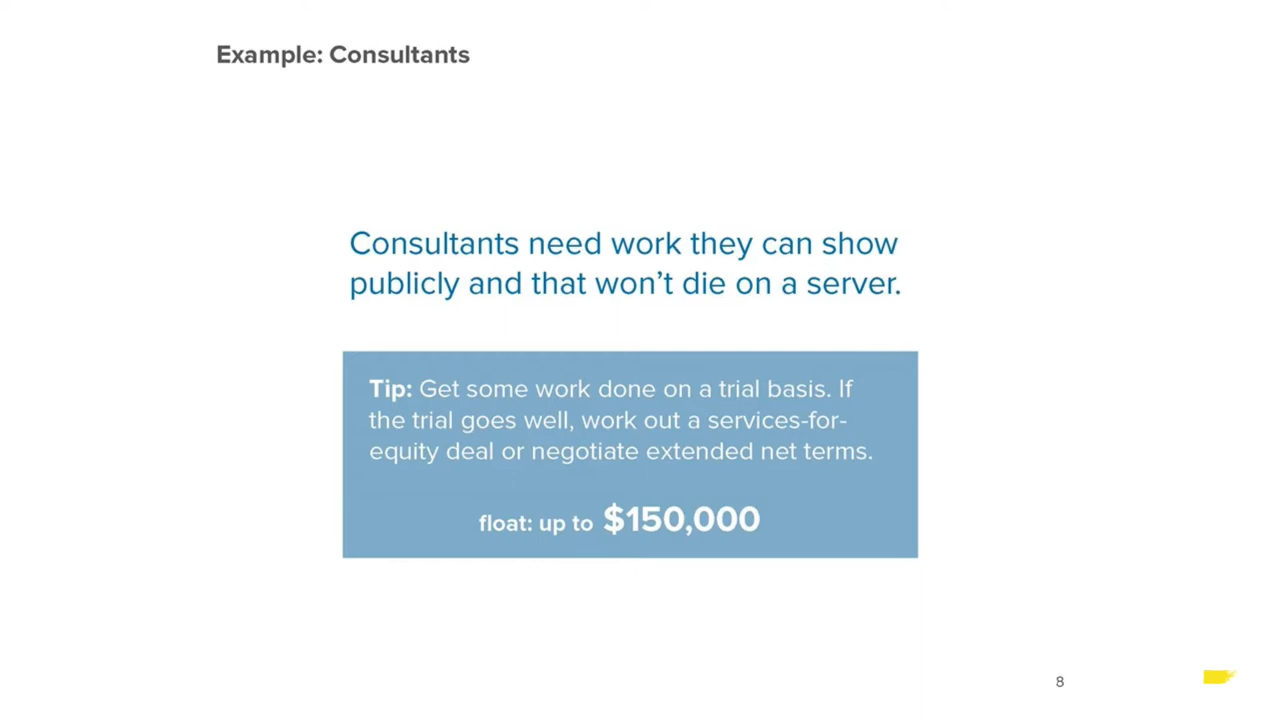 Example: Consultants
Consultants need work they can show
publicly and that won’t die on a server.
Tip: Get some work done on a trial basis. If
the trial goes well, work out a services-for-
equity deal or negotiate extended net terms.
float: up to $150,000
8